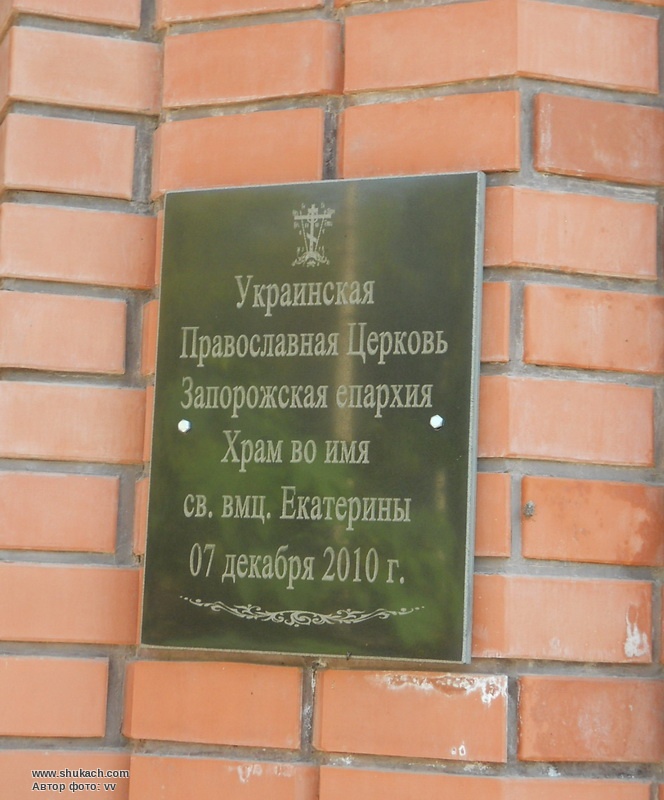 Украинская
Православная Церковь
Запорожская епархия
Храм во имя
св. вмц. Екатерины
07 декабря 2010 г.
www.shukach.com
Автор фото: vv